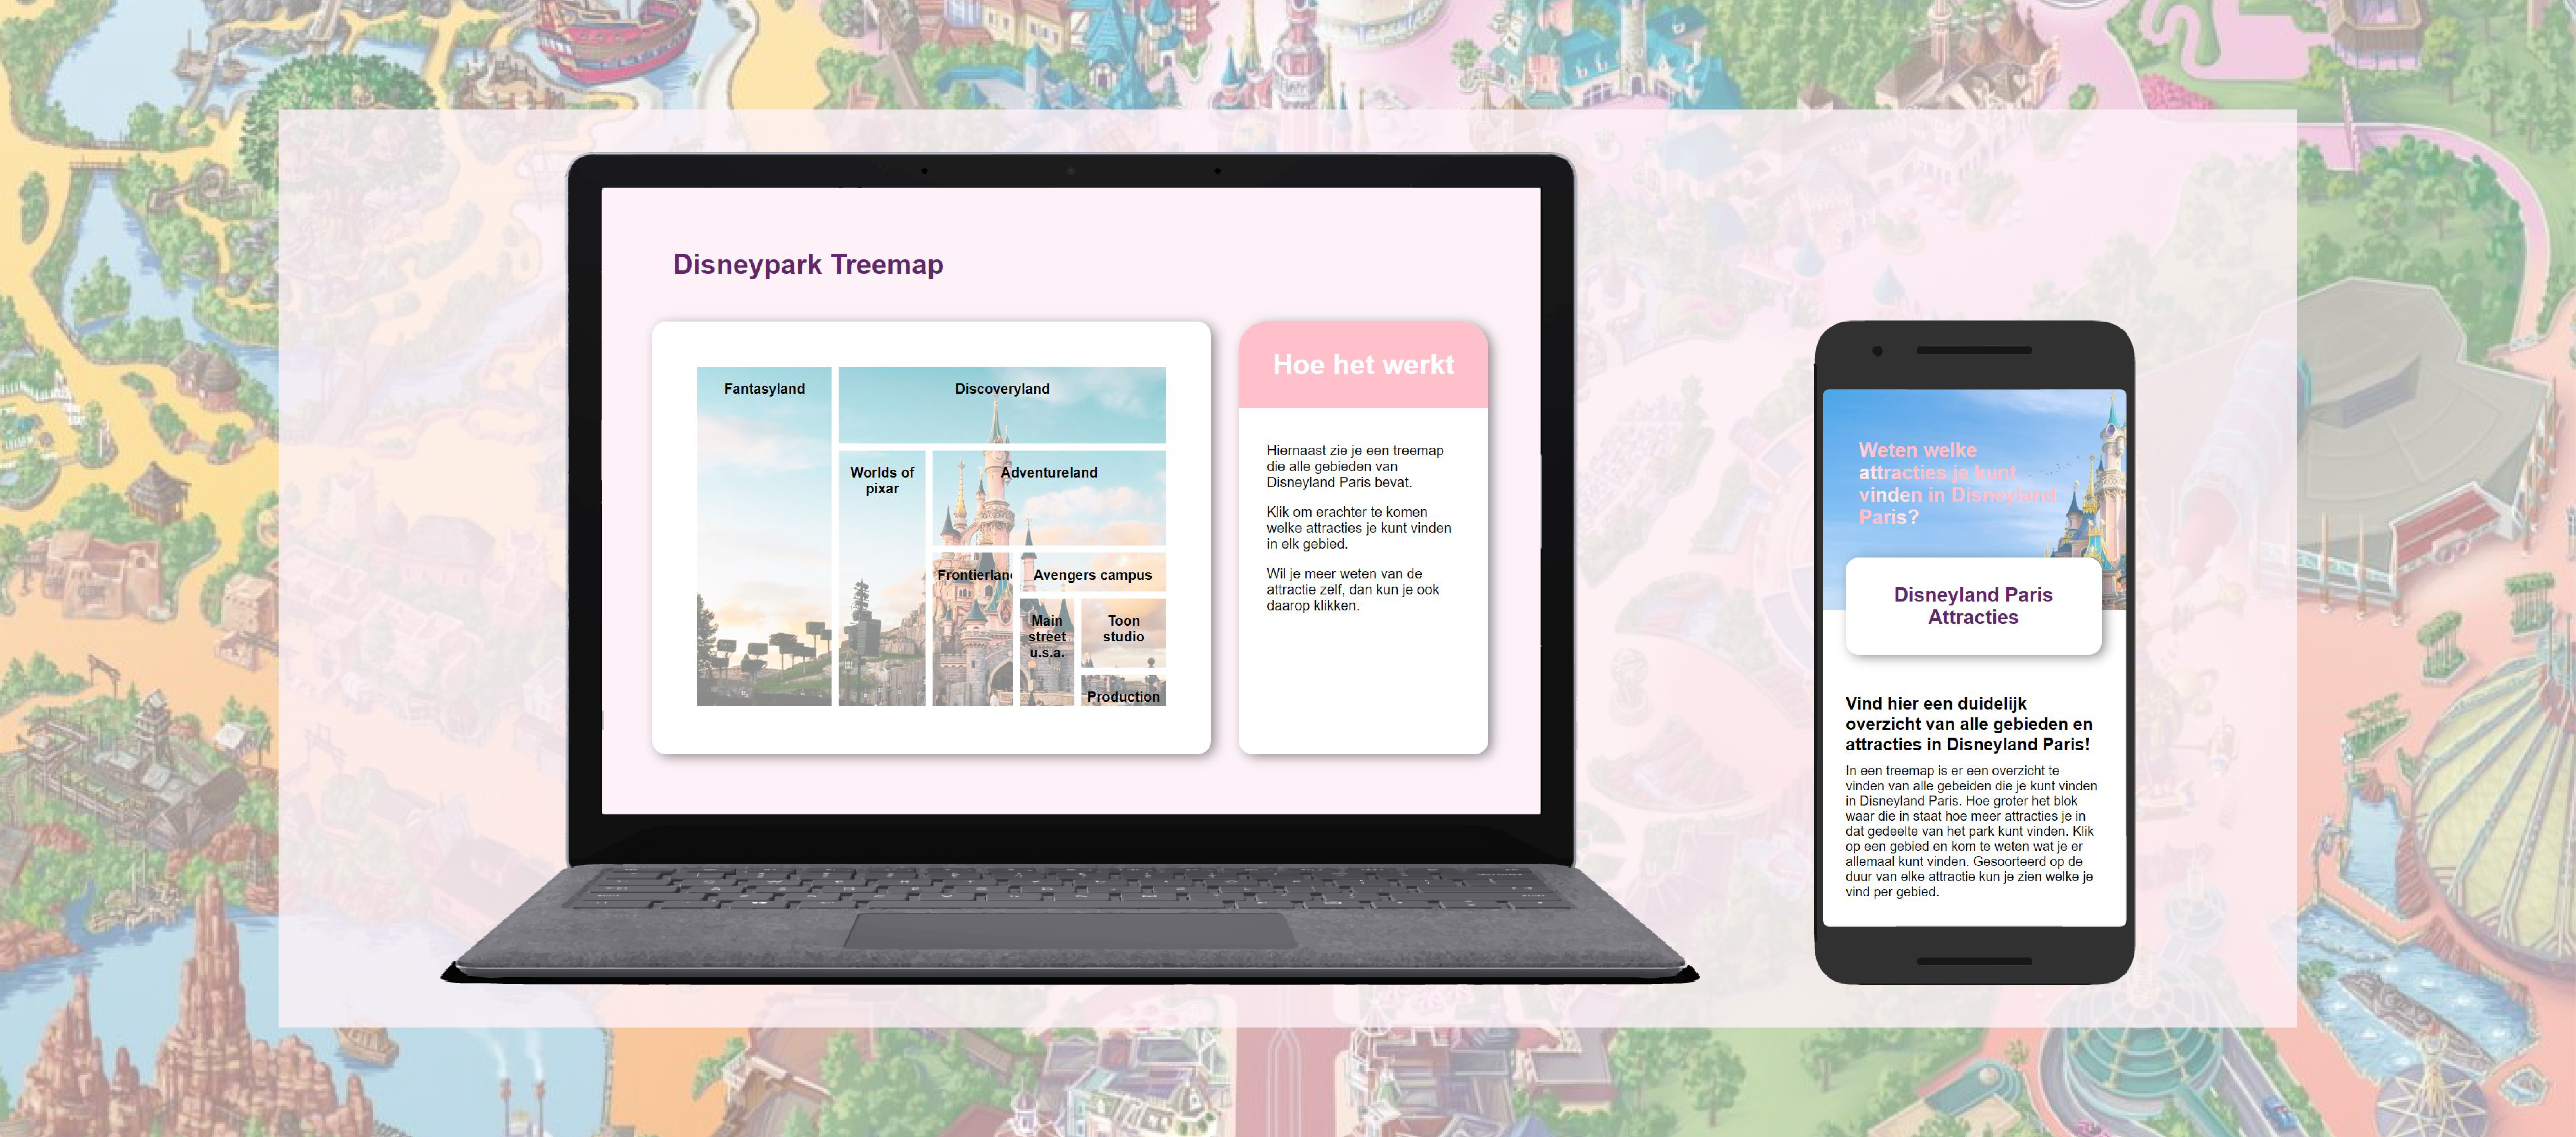 Disneypark Treemap
Fantasyland
Discoveryland
Worlds of
pixar
Adventureland
Frontierland
Avengers campus
Main
street
u.s.a.
Toon
studio
Production
Hoe het werkt
Hiernaast zie je een treemap
die alle gebieden van
Disneyland Paris bevat.
Klik om erachter te komen
welke attracties je kunt vinden
in elk gebied.
Wil je meer weten van de
attractie zelf, dan kun je ook
daarop klikken.
Weten welke
attracties je kunt
vinden in Disneyland
Paris?
Disneyland Paris
Attracties
Vind hier een duidelijk
overzicht van alle gebieden en
attracties in Disneyland Paris!
In een treemap is er een overzicht te
vinden van alle gebeiden die je kunt vinden
in Disneyland Paris. Hoe groter het blok
waar die in staat hoe meer attracties je in
dat gedeelte van het park kunt vinden. Klik
op een gebied en kom te weten wat je er
allemaal kunt vinden. Gesoorteerd op de
duur van elke attractie kun je zien welke je
vind per gebied.